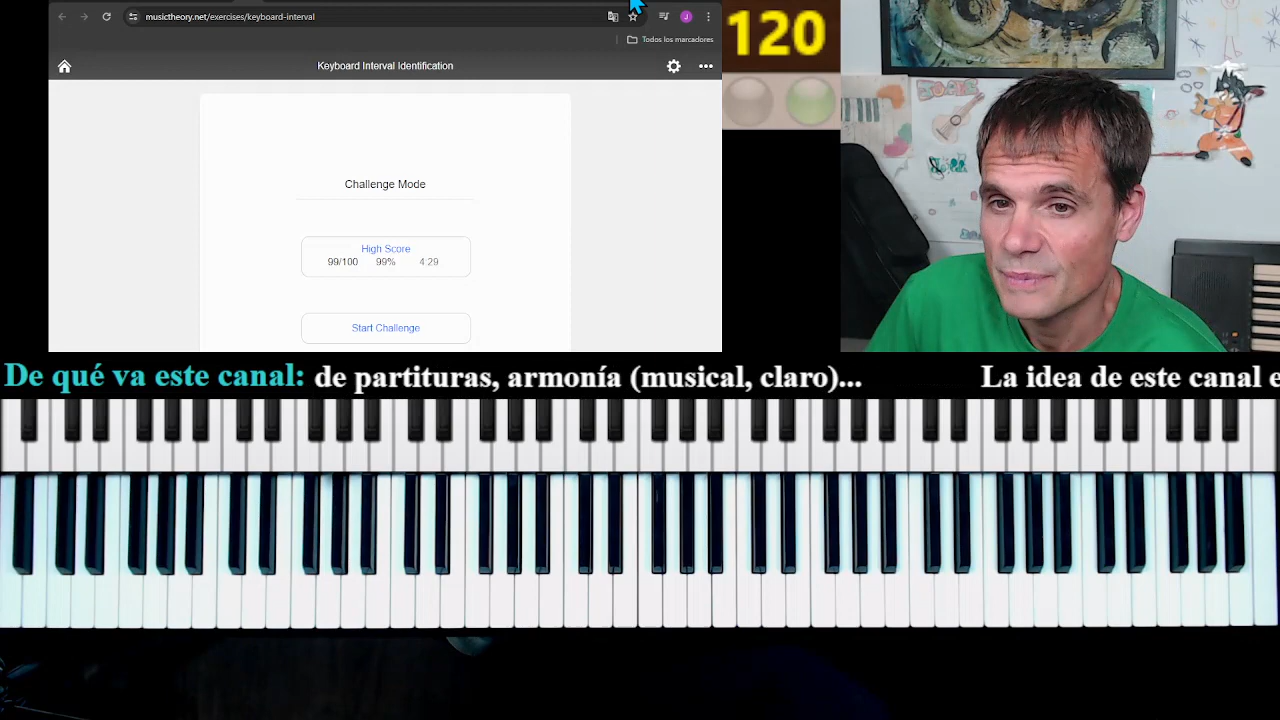 musictheory.net/exercises/keyboard-interval
J
Todos los marcadores
Keyboard Interval Identification
Challenge Mode
High Score
99/100 99% 4:29
Start Challenge
120
De qué va este canal: de partituras, armonía (musical, claro)... La idea de este canal e